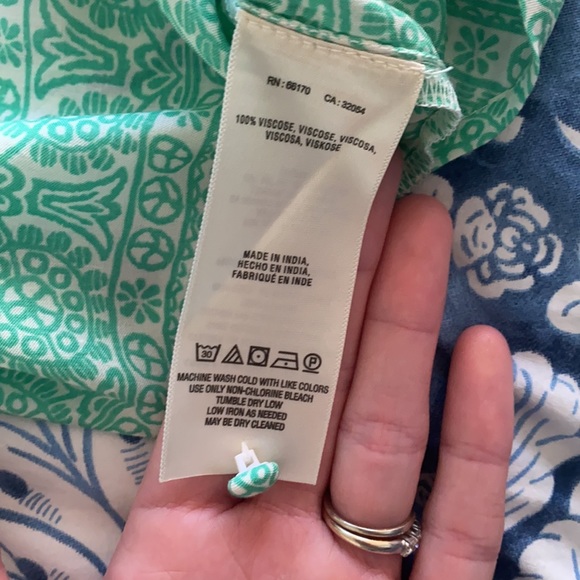 RN : 66170 CA : 32054
100% VISCOSE, VISCOSE, VISCOSA,
VISCOSA, VISKOSE
MADE IN INDIA,
HECHO EN INDIA,
FABRIQUÉ EN INDE
30 P
MACHINE WASH COLD WITH LIKE COLORS
USE ONLY NON-CHLORINE BLEACH
TUMBLE DRY LOW
LOW IRON AS NEEDED
MAY BE DRY CLEANED